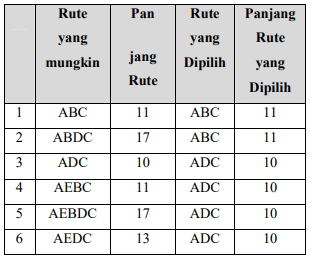 Rute yang mungkin Pan jang Rute Rute yang Dipilih Panjang Rute yang Dipilih
1 ABC 11 ABC 11
2 ABDC 17 ABC 11
3 ADC 10 ADC 10
4 AEBC 11 ADC 10
5 AEBDC 17 ADC 10
6 AEDC 13 ADC 10